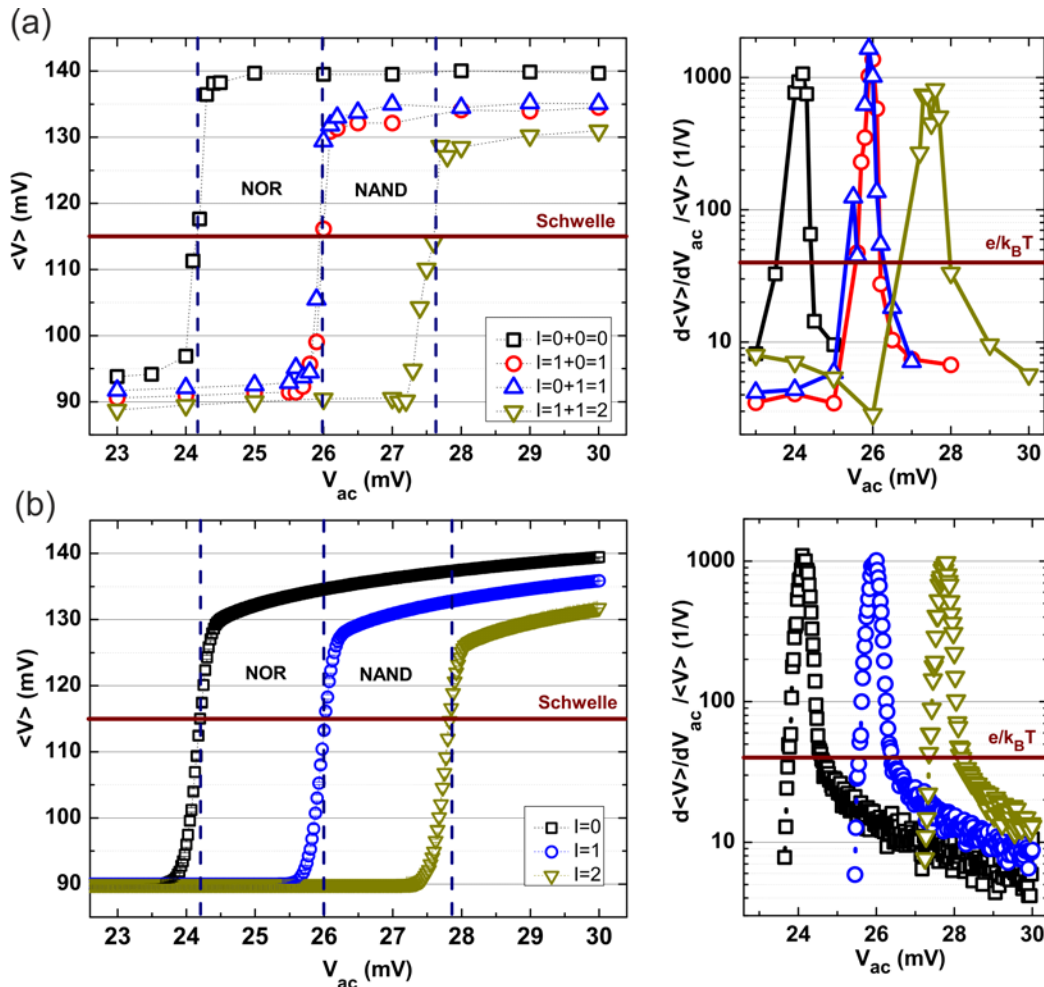 (a)
140
130
120
110
100
90
<V> (mV)
NOR
NAND
Schwelle
I=0+0=0
I=1+0=1
I=0+1=1
I=1+1=2
23 24 25 26 27 28 29 30
V_ac (mV)
1000
100
10
d<V>/dV_ac /<V> (1/V)
e/k_BT
24 26 28 30
V_ac (mV)
(b)
140
130
120
110
100
90
<V> (mV)
NOR
NAND
Schwelle
I=0
I=1
I=2
23 24 25 26 27 28 29 30
V_ac (mV)
1000
100
10
d<V>/dV_ac /<V> (1/V)
e/k_BT
24 26 28 30
V_ac (mV)